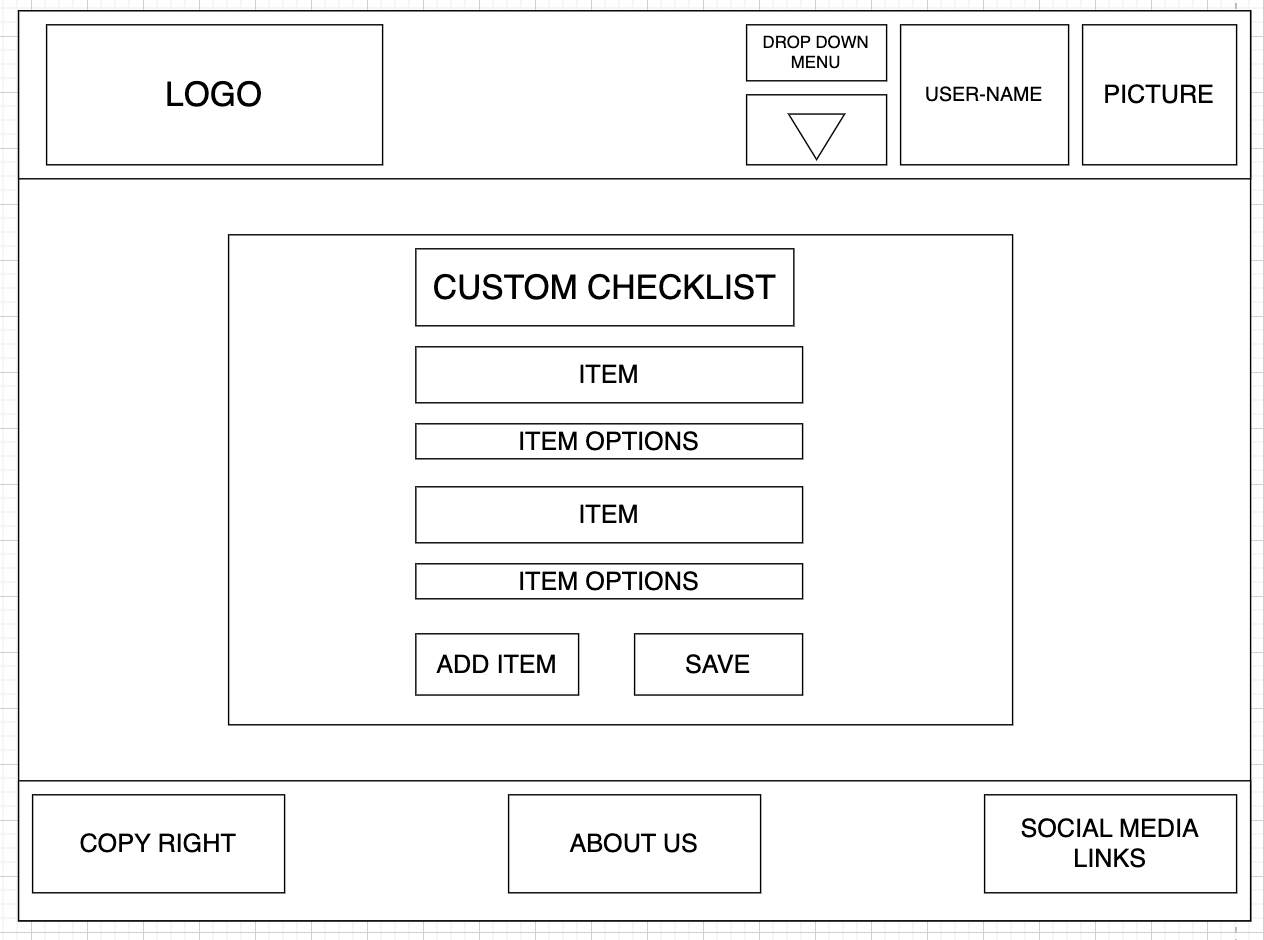 LOGO
DROP DOWN
MENU
USER-NAME
PICTURE
CUSTOM CHECKLIST
ITEM
ITEM OPTIONS
ITEM
ITEM OPTIONS
ADD ITEM
SAVE
COPY RIGHT
ABOUT US
SOCIAL MEDIA
LINKS